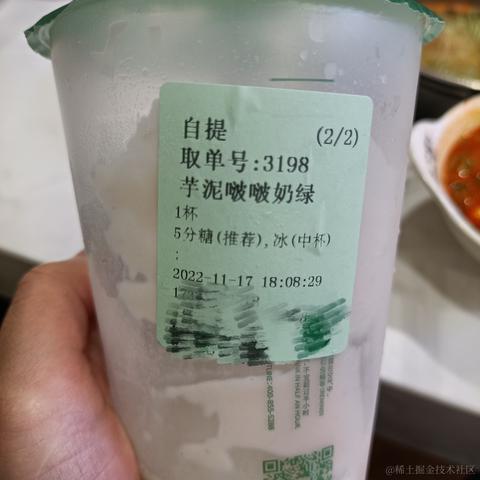 自提 (2/2)
取单号:3198
芋泥啵啵奶绿
1杯
5分糖(推荐),冰(中杯)
:
2022-11-17 18:08:29
@稀土掘金技术社区